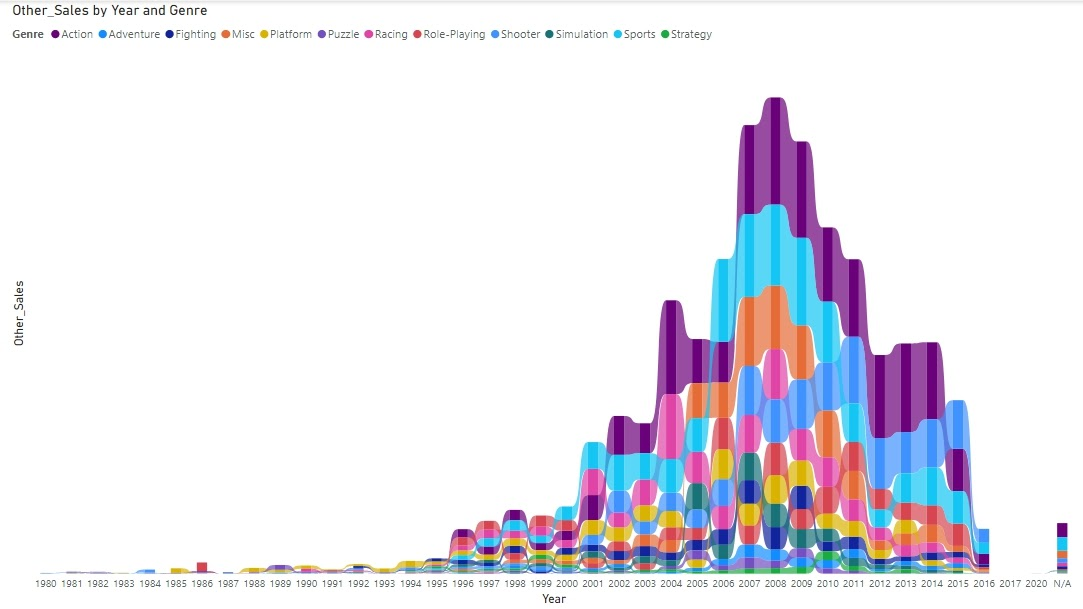 Other_Sales by Year and Genre
Genre Action Adventure Fighting Misc Platform Puzzle Racing Role-Playing Shooter Simulation Sports Strategy
Other_Sales
1980 1981 1982 1983 1984 1985 1986 1987 1988 1989 1990 1991 1992 1993 1994 1995 1996 1997 1998 1999 2000 2001 2002 2003 2004 2005 2006 2007 2008 2009 2010 2011 2012 2013 2014 2015 2016 2017 2020 N/A
Year